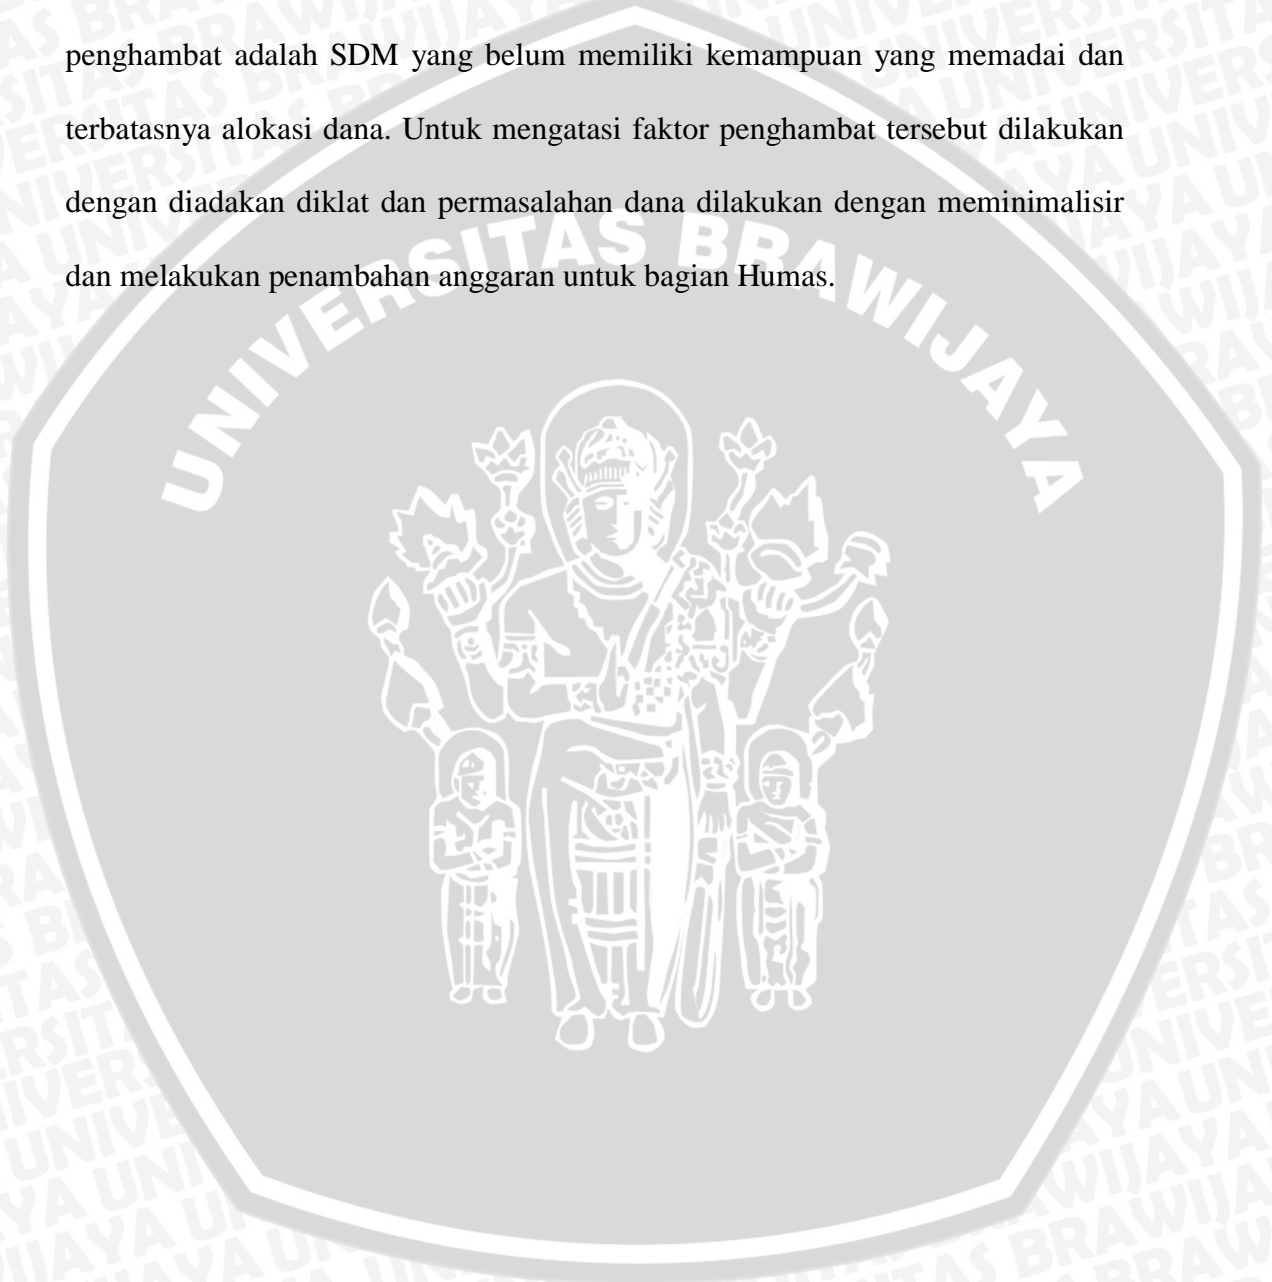 penghambat adalah SDM yang belum memiliki kemampuan yang memadai dan
terbatasnya alokasi dana. Untuk mengatasi faktor penghambat tersebut dilakukan
dengan diadakan diklat dan permasalahan dana dilakukan dengan meminimalisir
dan melakukan penambahan anggaran untuk bagian Humas.
UNIVERSITAS BRAWIJAYA